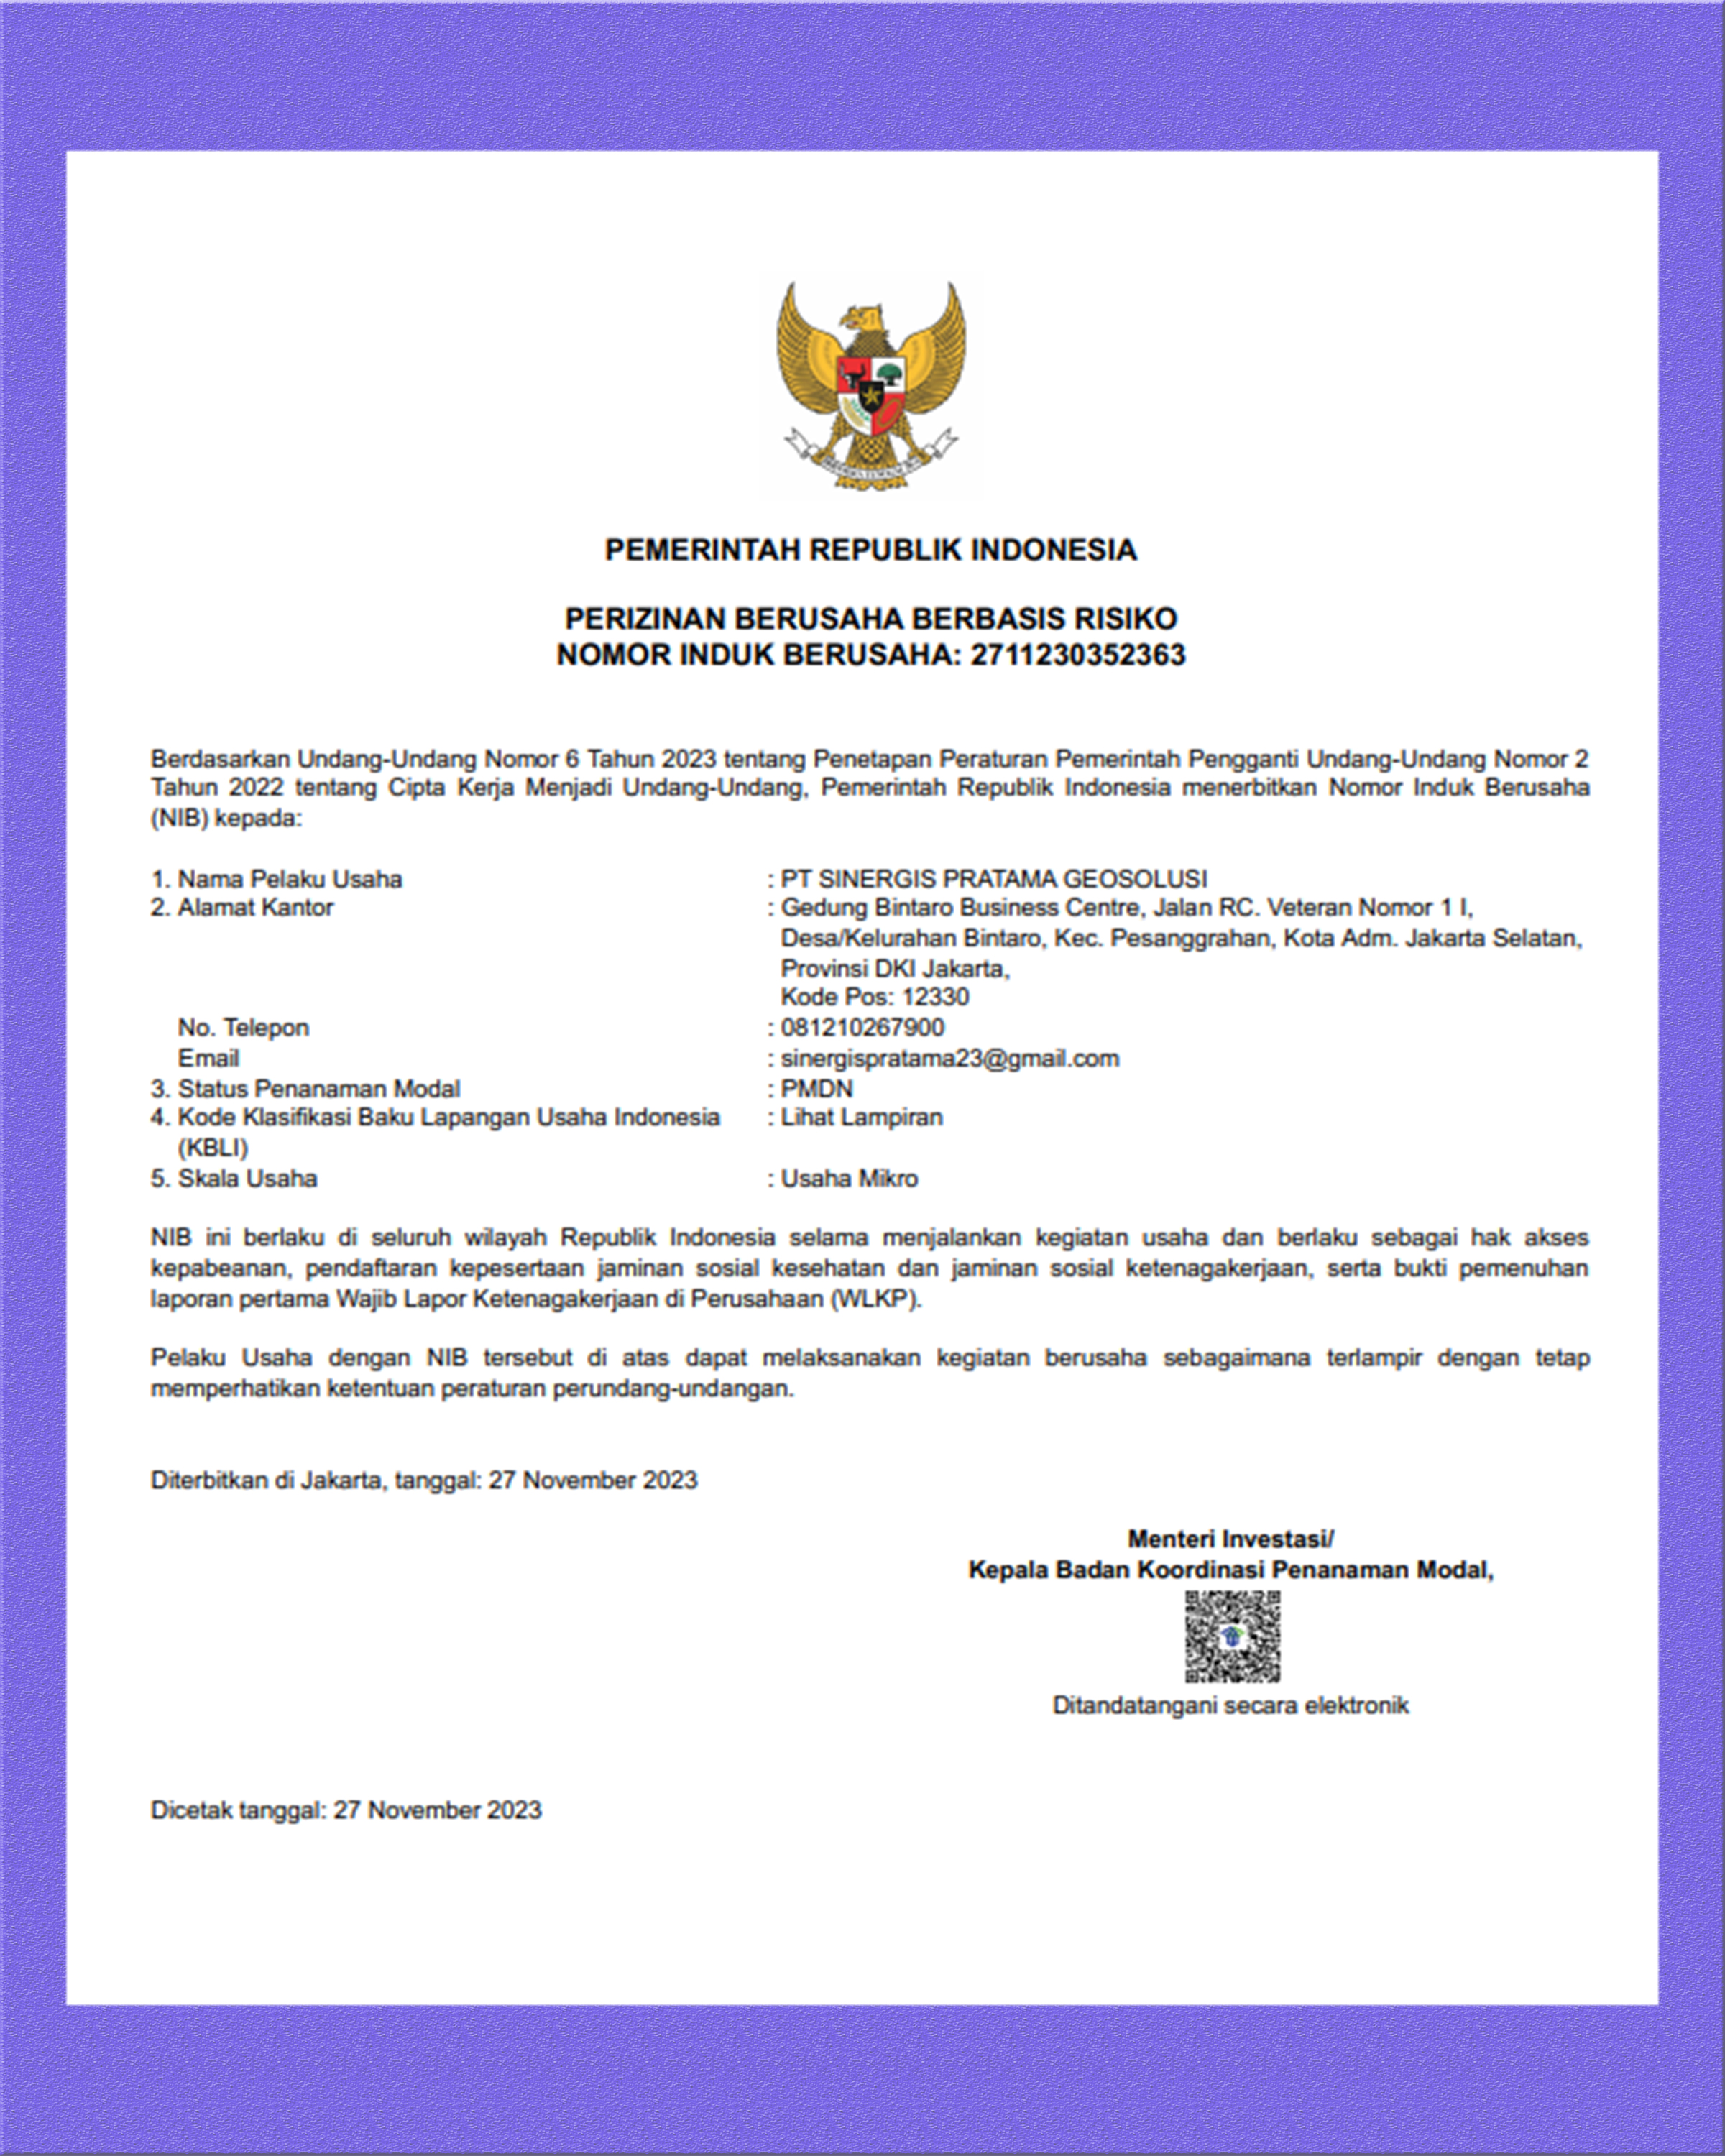 PEMERINTAH REPUBLIK INDONESIA
PERIZINAN BERUSAHA BERBASIS RISIKO
NOMOR INDUK BERUSAHA: 2711230352363
Berdasarkan Undang-Undang Nomor 6 Tahun 2023 tentang Penetapan Peraturan Pemerintah Pengganti Undang-Undang Nomor 2
Tahun 2022 tentang Cipta Kerja Menjadi Undang-Undang, Pemerintah Republik Indonesia menerbitkan Nomor Induk Berusaha
(NIB) kepada:
1. Nama Pelaku Usaha : PT SINERGIS PRATAMA GEOSOLUSI
2. Alamat Kantor : Gedung Bintaro Business Centre, Jalan RC. Veteran Nomor 1 I,
Desa/Kelurahan Bintaro, Kec. Pesanggrahan, Kota Adm. Jakarta Selatan,
Provinsi DKI Jakarta,
Kode Pos: 12330
No. Telepon : 081210267900
Email : sinergispratama23@gmail.com
3. Status Penanaman Modal : PMDN
4. Kode Klasifikasi Baku Lapangan Usaha Indonesia : Lihat Lampiran
(KBLI)
5. Skala Usaha : Usaha Mikro
NIB ini berlaku di seluruh wilayah Republik Indonesia selama menjalankan kegiatan usaha dan berlaku sebagai hak akses
kepabeanan, pendaftaran kepesertaan jaminan sosial kesehatan dan jaminan sosial ketenagakerjaan, serta bukti pemenuhan
laporan pertama Wajib Lapor Ketenagakerjaan di Perusahaan (WLKP).
Pelaku Usaha dengan NIB tersebut di atas dapat melaksanakan kegiatan berusaha sebagaimana terlampir dengan tetap
memperhatikan ketentuan peraturan perundang-undangan.
Diterbitkan di Jakarta, tanggal: 27 November 2023
Menteri Investasi/
Kepala Badan Koordinasi Penanaman Modal,
Ditandatangani secara elektronik
Dicetak tanggal: 27 November 2023